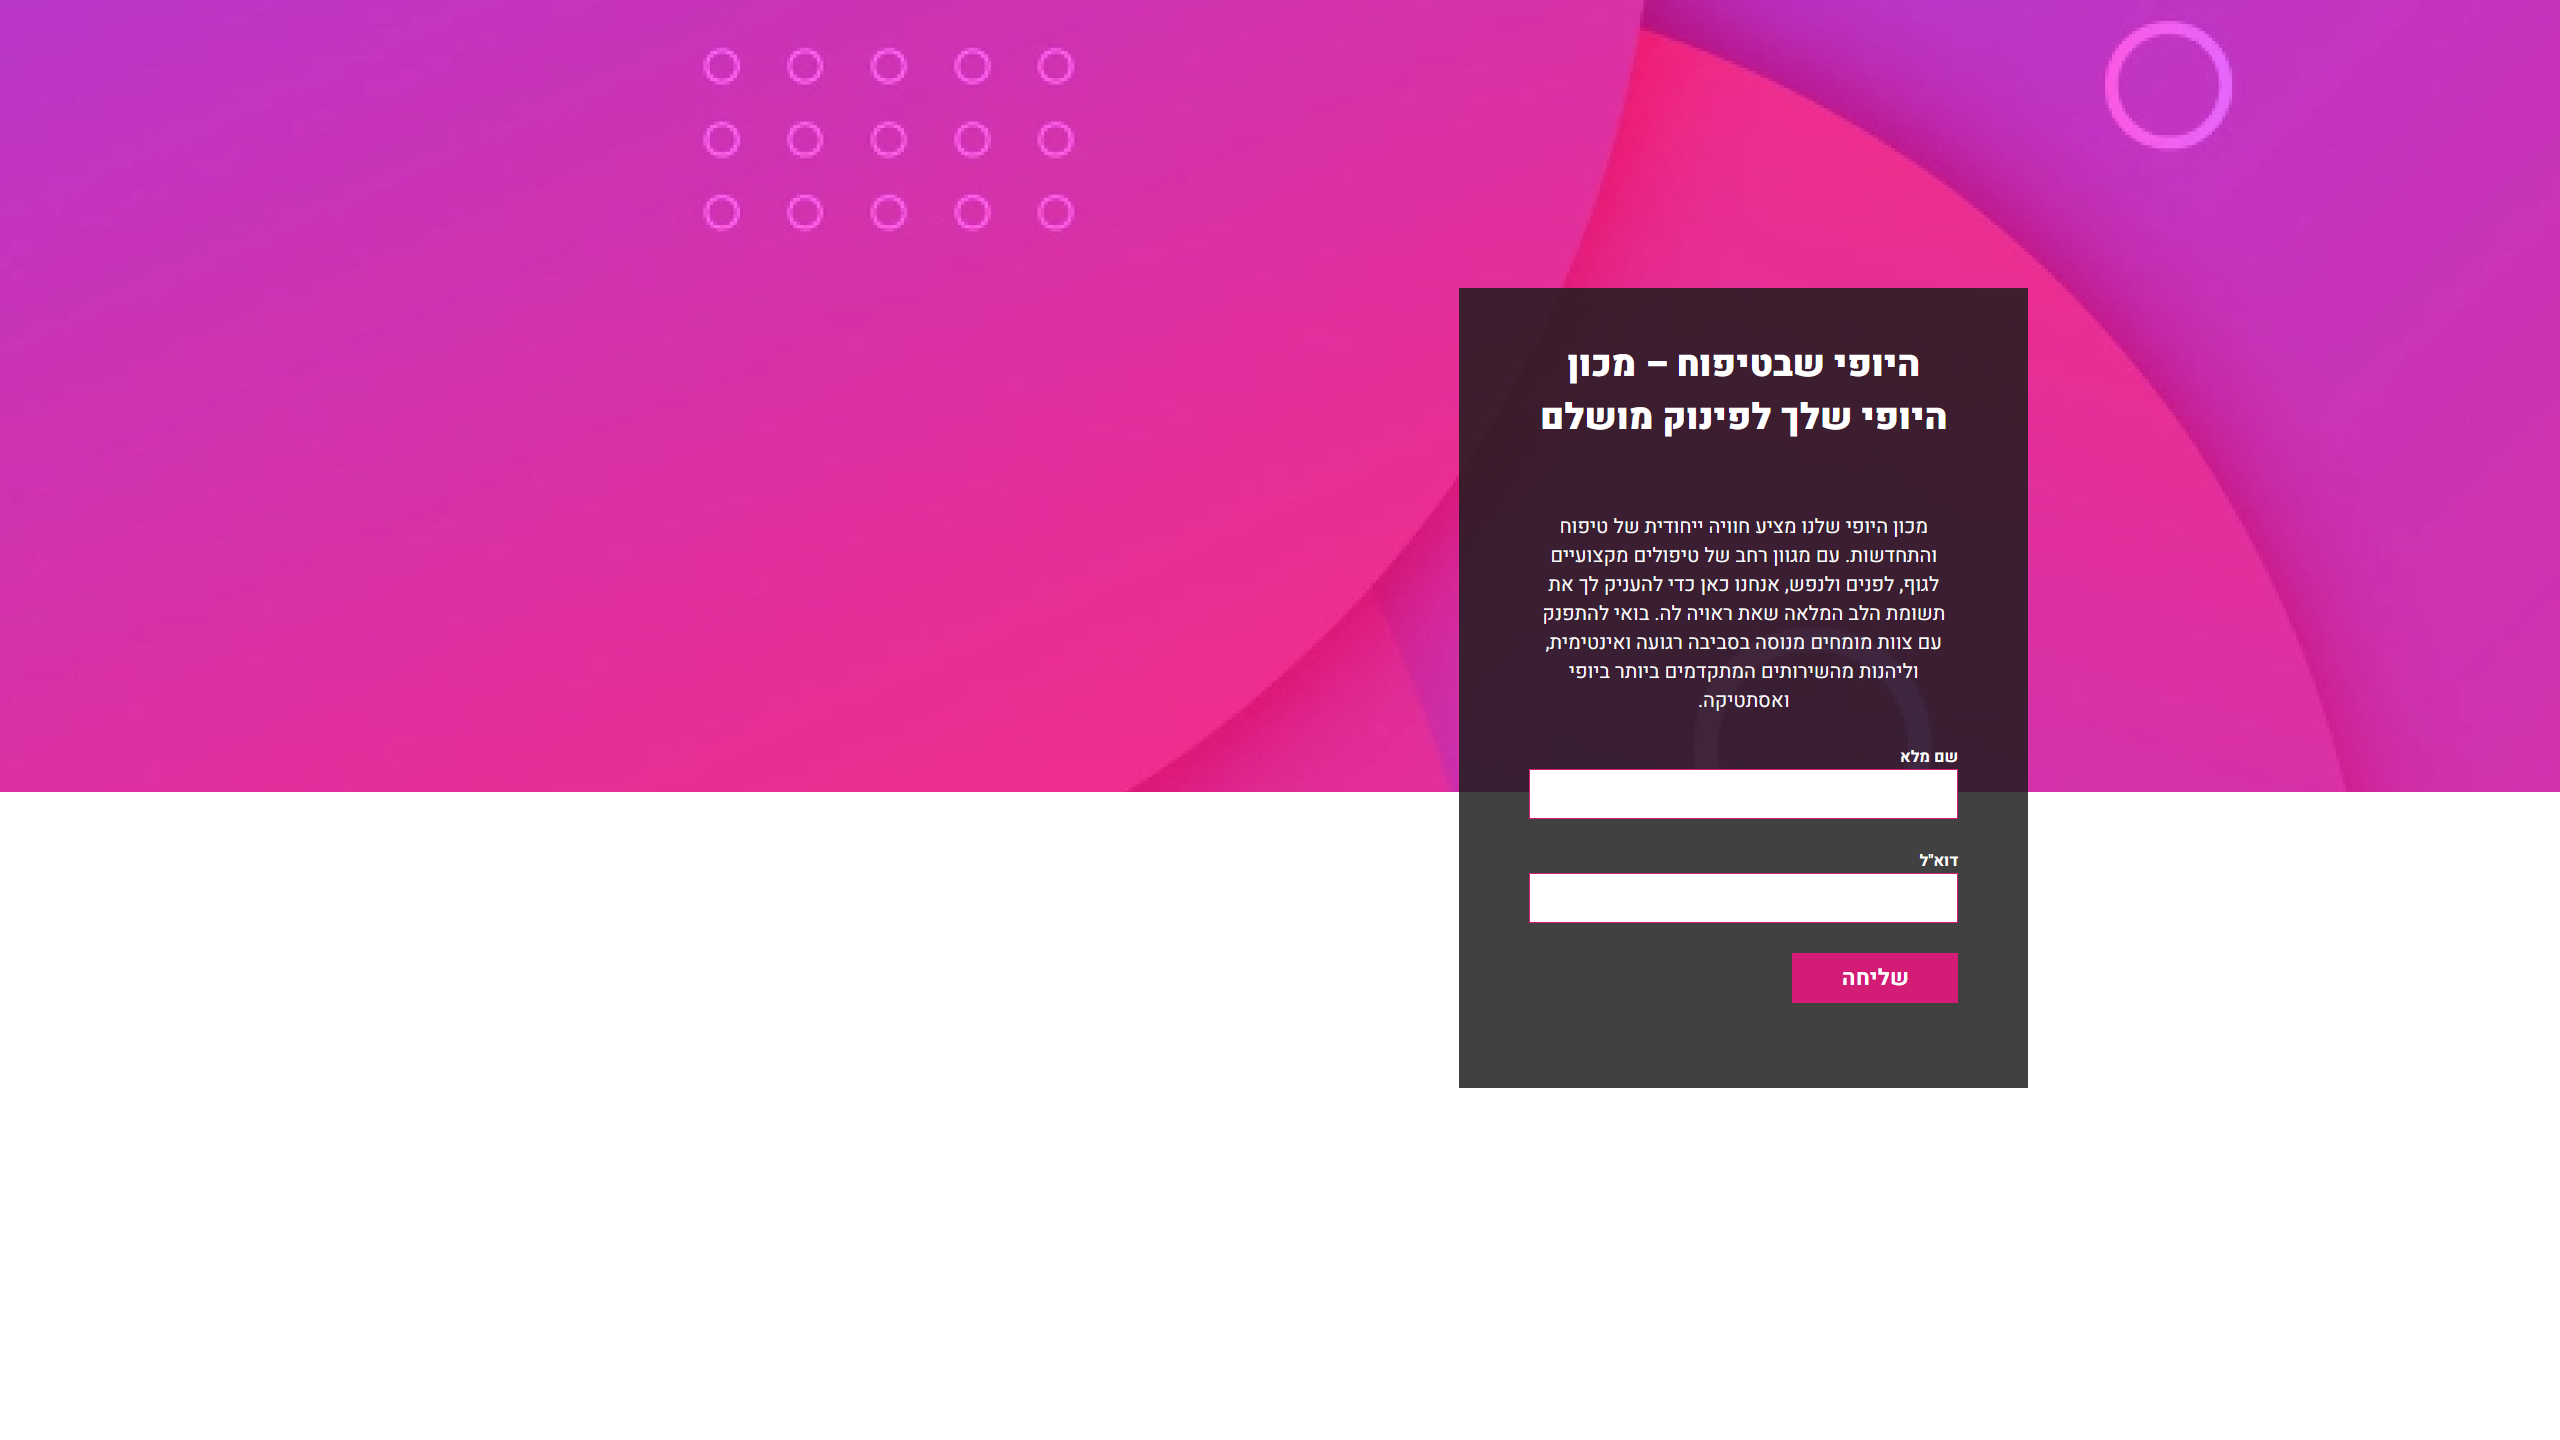 היופי שבטיפוח – מכון
היופי שלך לפינוק מושלם
מכון היופי שלנו מציע חוויה ייחודית של טיפוח
והתחדשות. עם מגוון רחב של טיפולים מקצועיים
לגוף, לפנים ולנפש, אנחנו כאן כדי להעניק לך את
תשומת הלב המלאה שאת ראויה לה. בואי להתפנק
עם צוות מומחים מנוסה בסביבה רגועה ואינטימית,
וליהנות מהשירותים המתקדמים ביותר ביופי
ואסתטיקה.
שם מלא
דוא"ל
שליחה